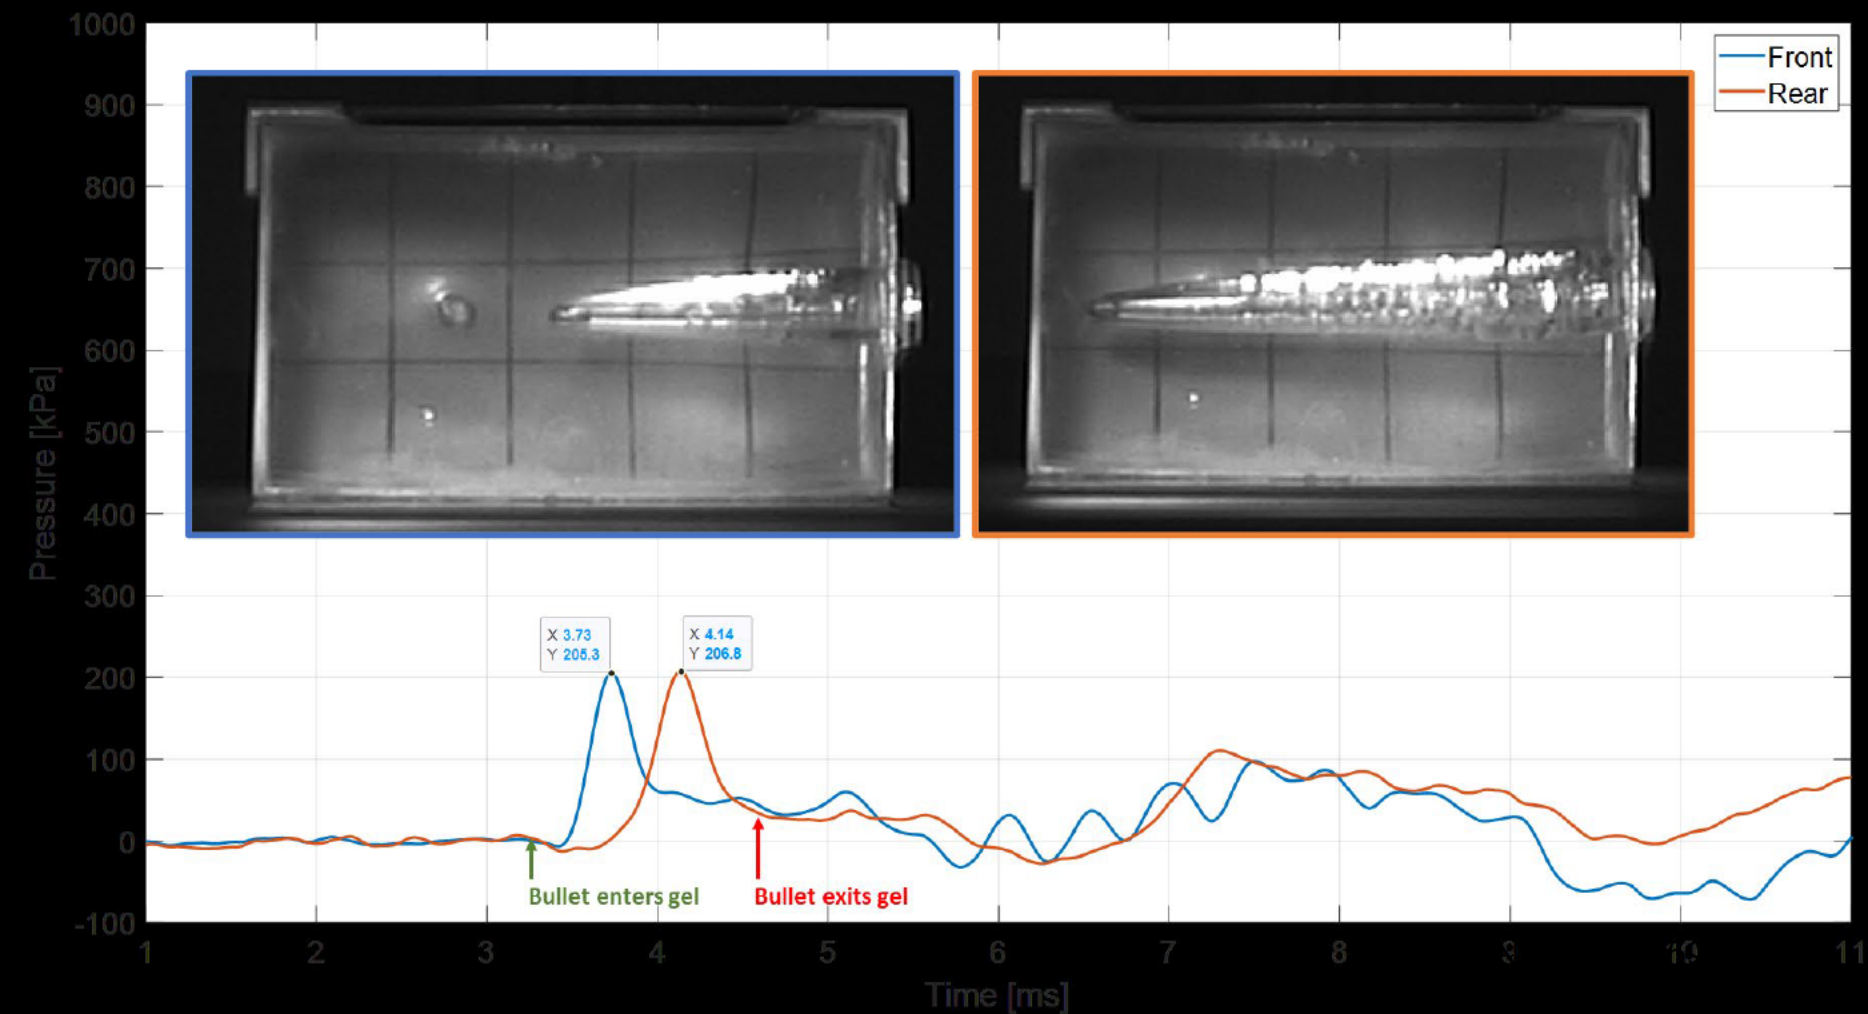 1000
900
800
700
600
500
400
300
200
100
0
-100
Pressure [kPa]
Front
Rear
X 3.73
Y 205.3
X 4.14
Y 206.8
Bullet enters gel
Bullet exits gel
1 2 3 4 5 6 7 8 9 10 11
Time [ms]